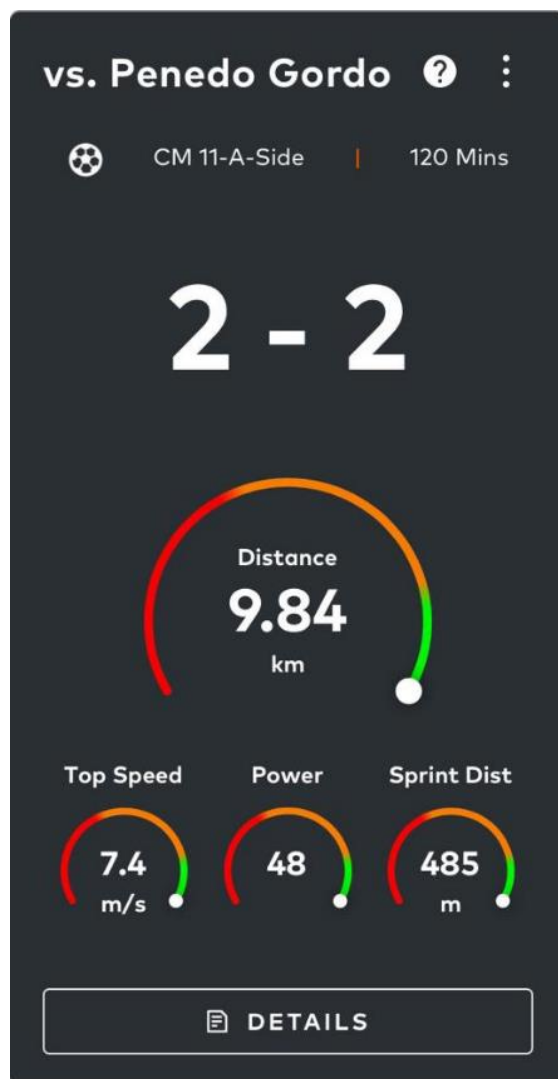 vs. Penedo Gordo ?
CM 11-A-Side | 120 Mins
2 - 2
Distance
9.84
km
Top Speed Power Sprint Dist
7.4 48 485
m/s m
DETAILS